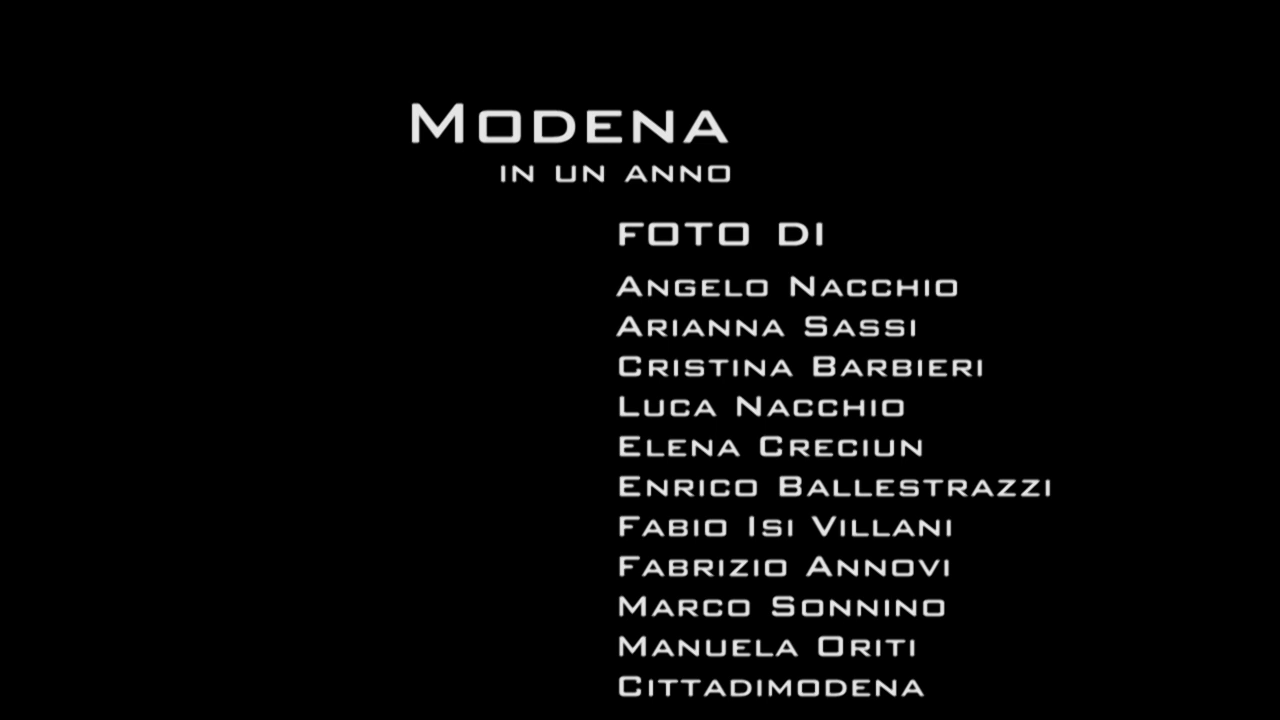 Modena
in un anno
foto di
Angelo Nacchio
Arianna Sassi
Cristina Barbieri
Luca Nacchio
Elena Creciun
Enrico Ballestrazzi
Fabio Isi Villani
Fabrizio Annovi
Marco Sonnino
Manuela Oriti
Cittadimodena